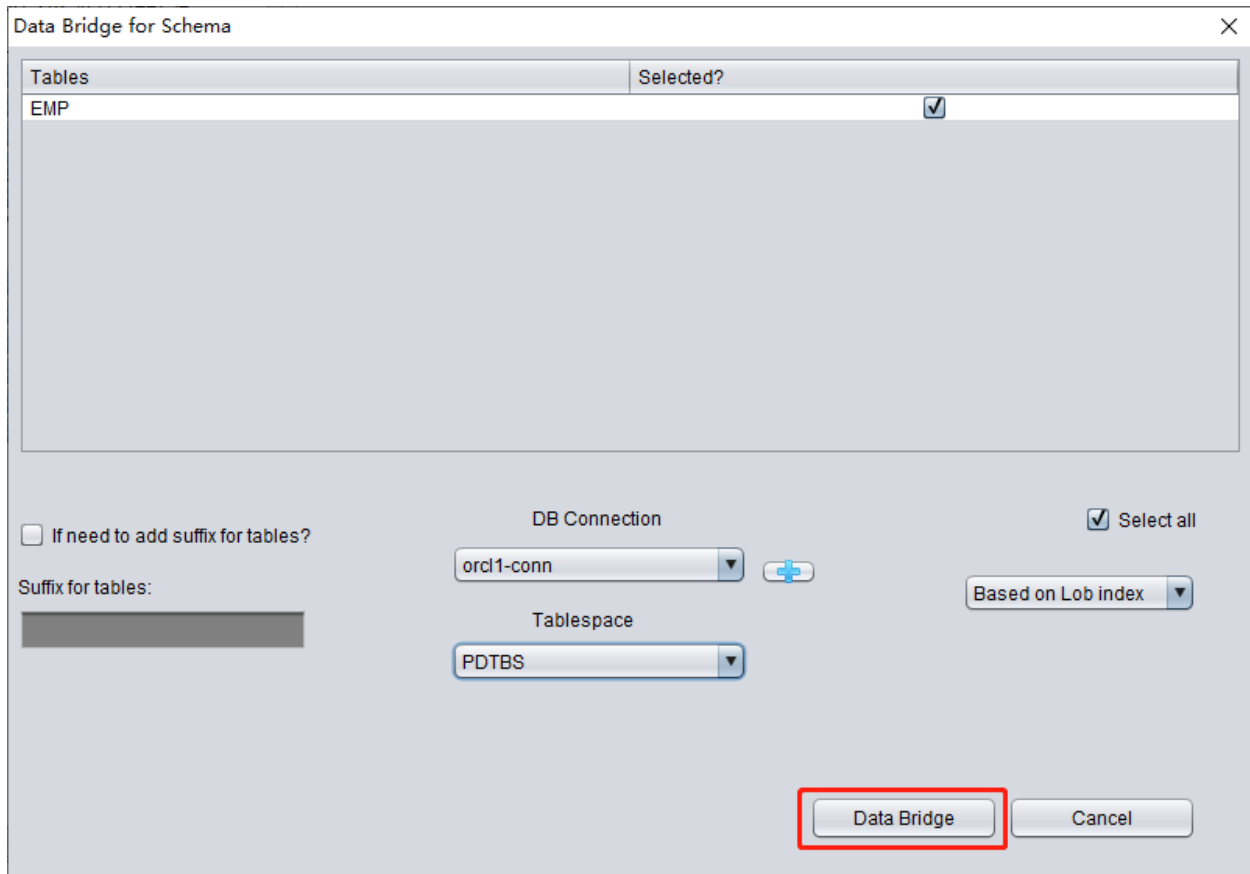 Data Bridge for Schema
Tables Selected?
EMP
If need to add suffix for tables?
Suffix for tables:
DB Connection
orcl1-conn
Tablespace
PDTBS
Select all
Based on Lob index
Data Bridge Cancel